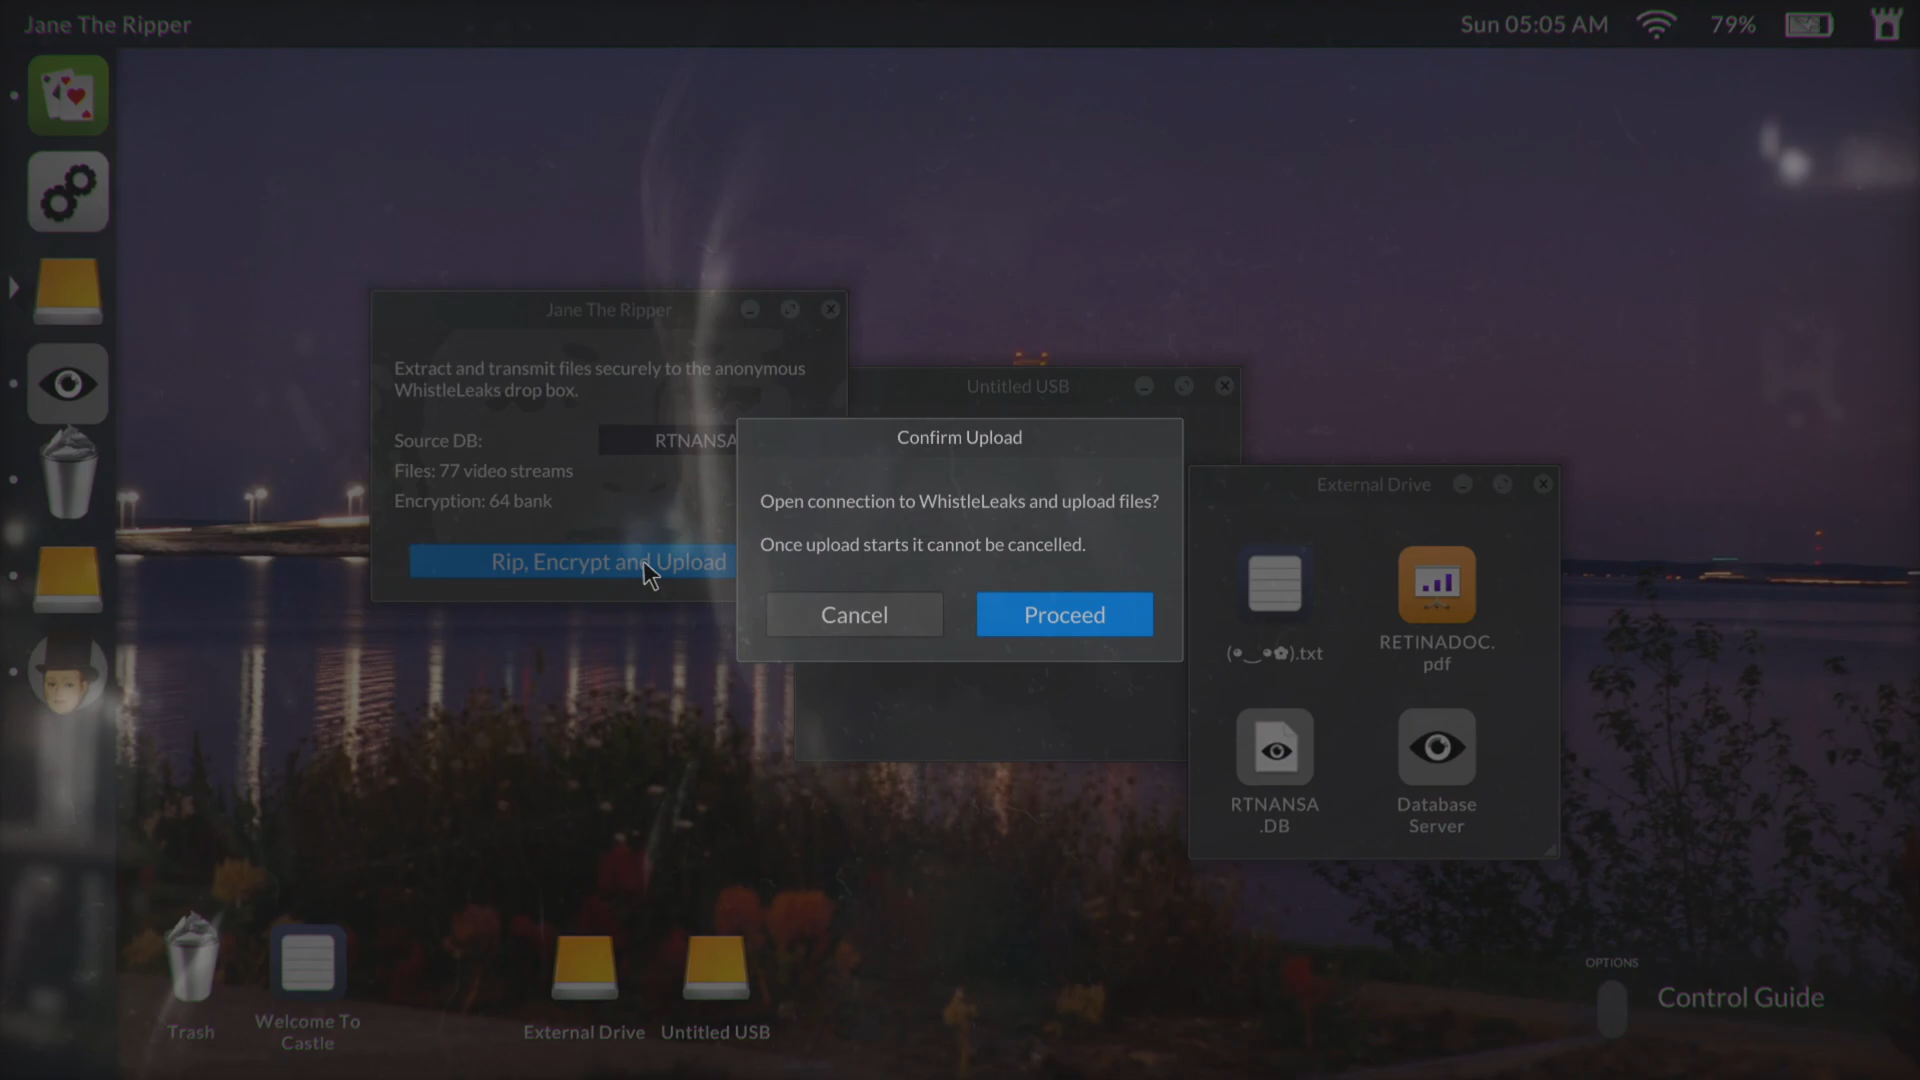 Jane The Ripper
Sun 05:05 AM
79%
Jane The Ripper
Extract and transmit files securely to the anonymous
WhistleLeaks drop box.
Source DB:
RTNANSA
Files: 77 video streams
Encryption: 64 bank
Rip, Encrypt and Upload
Untitled USB
Confirm Upload
Open connection to WhistleLeaks and upload files?
Once upload starts it cannot be cancelled.
Cancel
Proceed
External Drive
(•‿•✿).txt
RETINADOC.
pdf
RTNANSA
.DB
Database
Server
Trash
Welcome To
Castle
External Drive
Untitled USB
OPTIONS
Control Guide